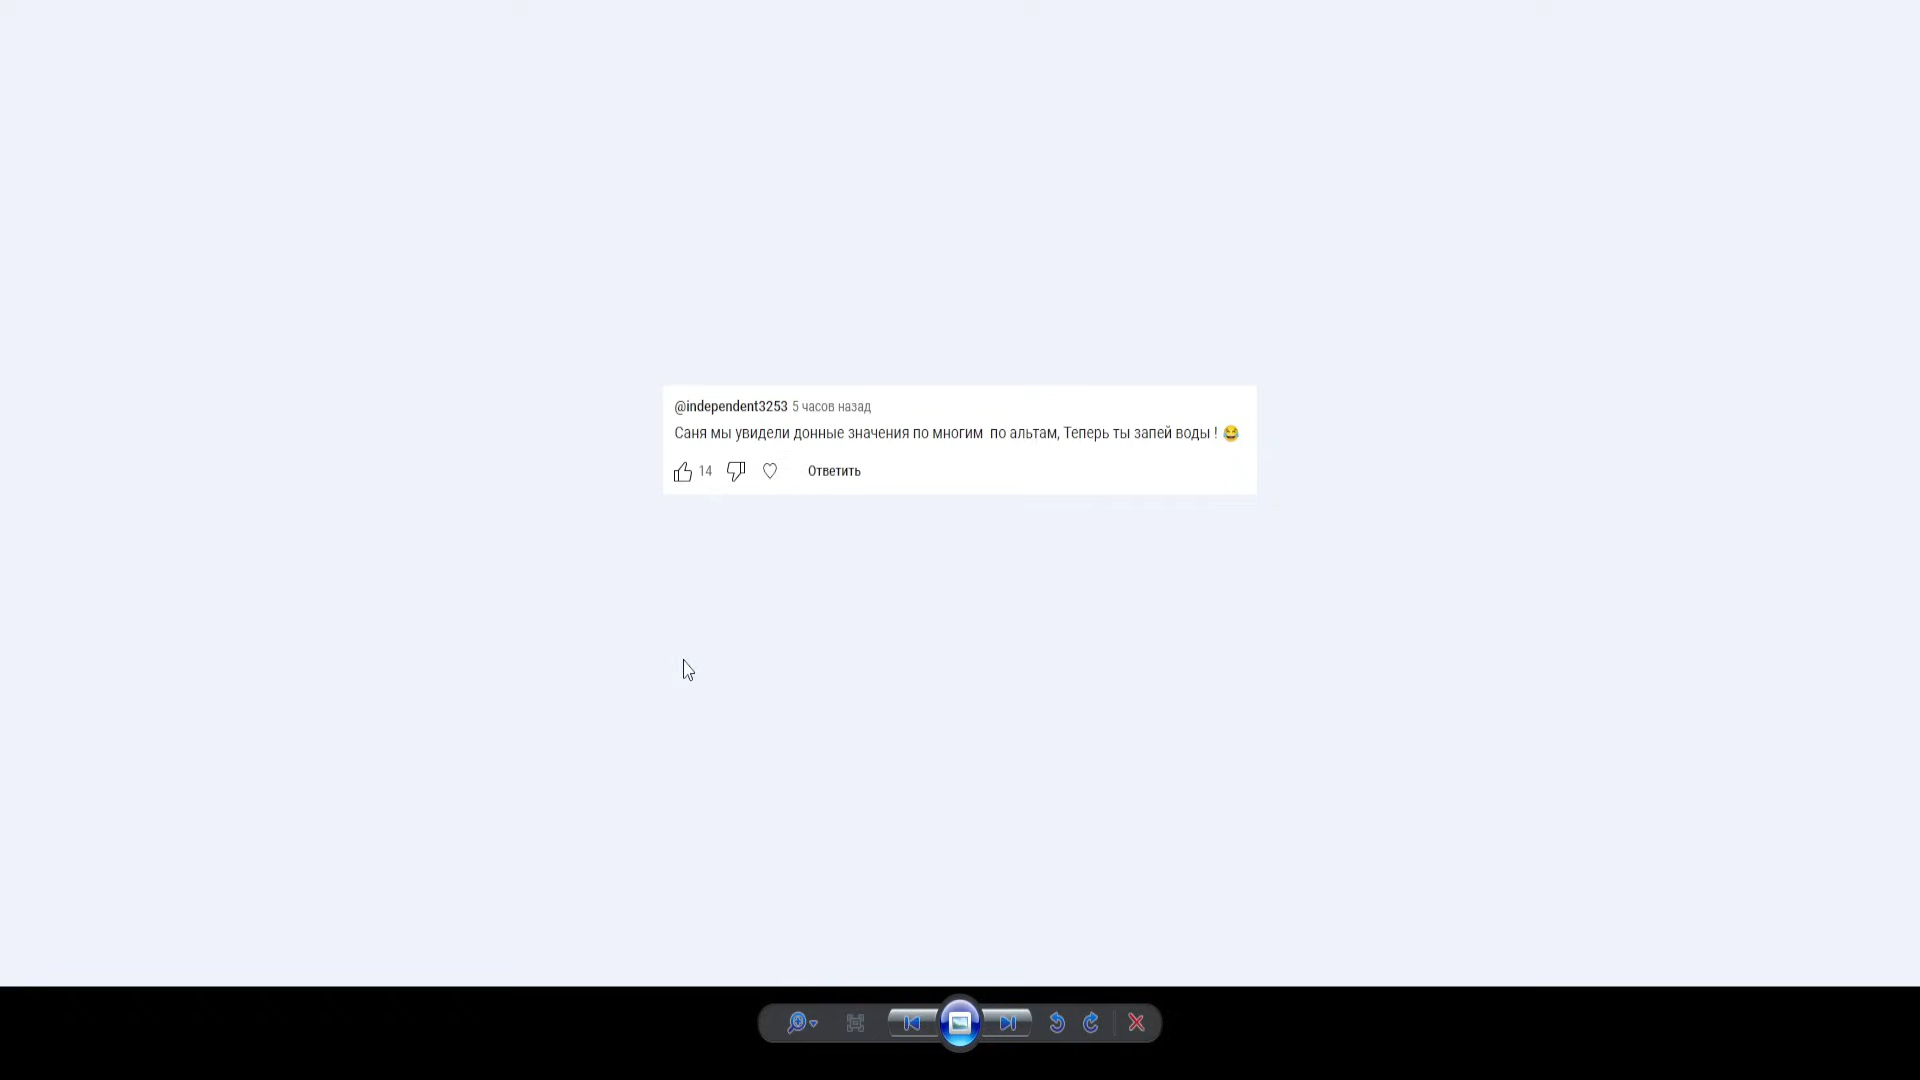 @independent3253 5 часов назад
Саня мы увидели донные значения по многим  по альтам, Теперь ты запей воды ! 😂
14 Ответить